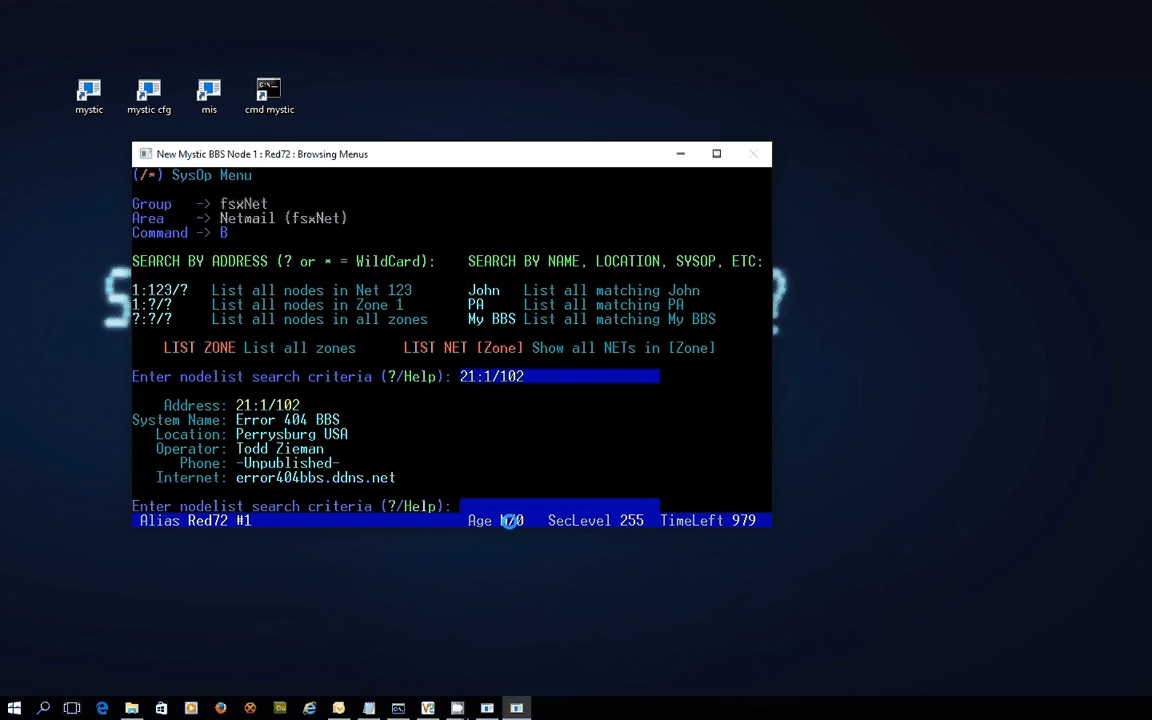 mystic
mystic cfg
mis
cmd mystic
New Mystic BBS Node 1 : Red72 : Browsing Menus
(/*) SysOp Menu
Group -> fsxNet
Area -> Netmail (fsxNet)
Command -> B
SEARCH BY ADDRESS (? or * = WildCard): SEARCH BY NAME, LOCATION, SYSOP, ETC:
1:123/? List all nodes in Net 123 John List all matching John
1:?/? List all nodes in Zone 1 PA List all matching PA
?:?/? List all nodes in all zones My BBS List all matching My BBS
LIST ZONE List all zones LIST NET [Zone] Show all NETs in [Zone]
Enter nodelist search criteria (?/Help): 21:1/102
Address: 21:1/102
System Name: Error 404 BBS
Location: Perrysburg USA
Operator: Todd Zieman
Phone: -Unpublished-
Internet: error404bbs.ddns.net
Enter nodelist search criteria (?/Help):
Alias Red72 #1 Age SecLevel 255 TimeLeft 979